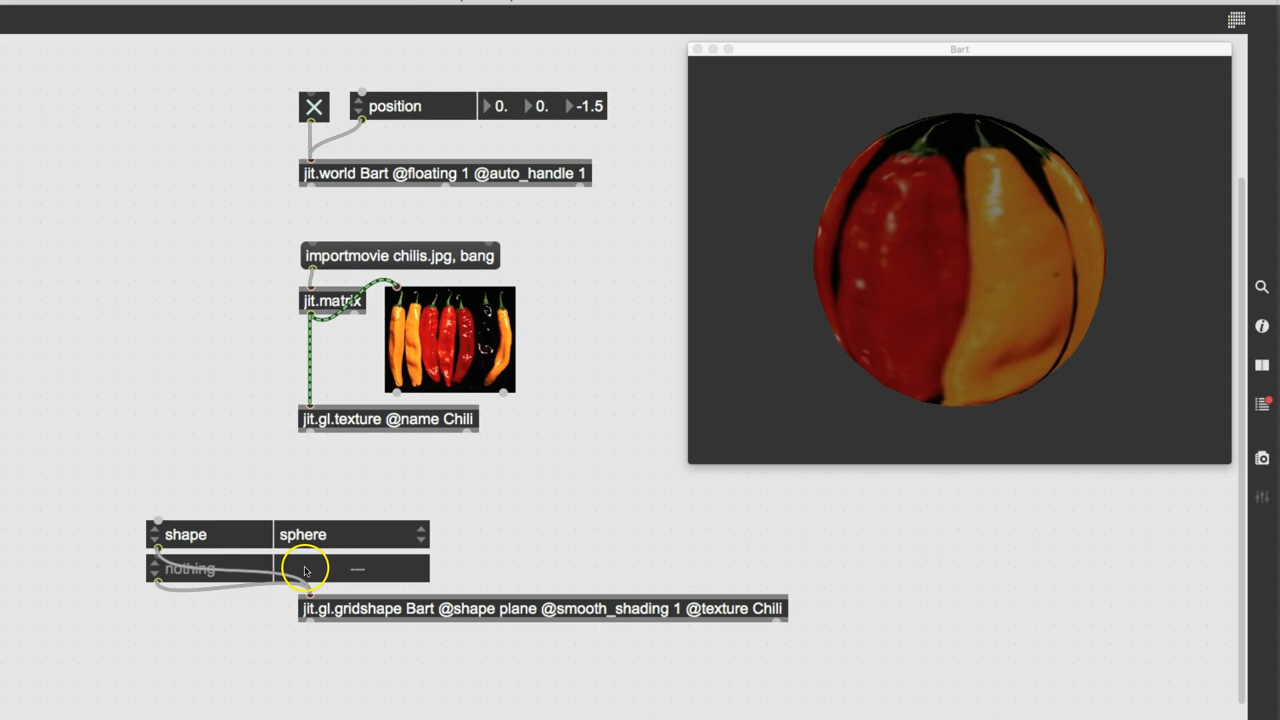 Bart
position 0. 0. -1.5
jit.world Bart @floating 1 @auto_handle 1
importmovie chilis.jpg, bang
jit.matrix
jit.gl.texture @name Chili
shape sphere
nothing —
jit.gl.gridshape Bart @shape plane @smooth_shading 1 @texture Chili